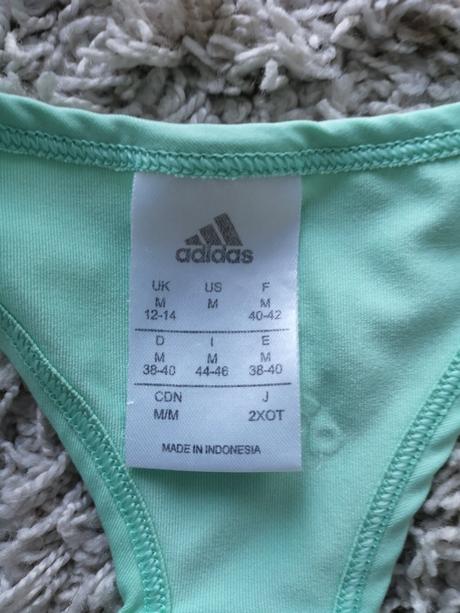 adidas
UK US F
M M M
12-14 40-42
D I E
M M M
38-40 44-46 38-40
CDN J
M/M 2XOT
MADE IN INDONESIA